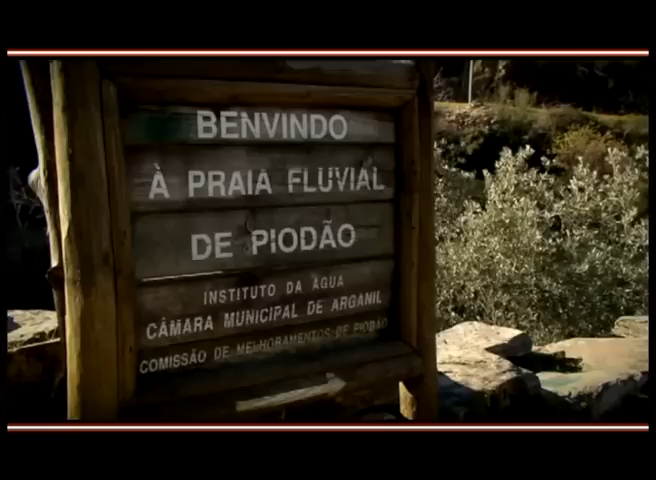 BENVINDO
À PRAIA FLUVIAL
DE PIODÃO
INSTITUTO DA ÁGUA
CÂMARA MUNICIPAL DE ARGANIL
COMISSÃO DE MELHORAMENTOS DE PIODÃO